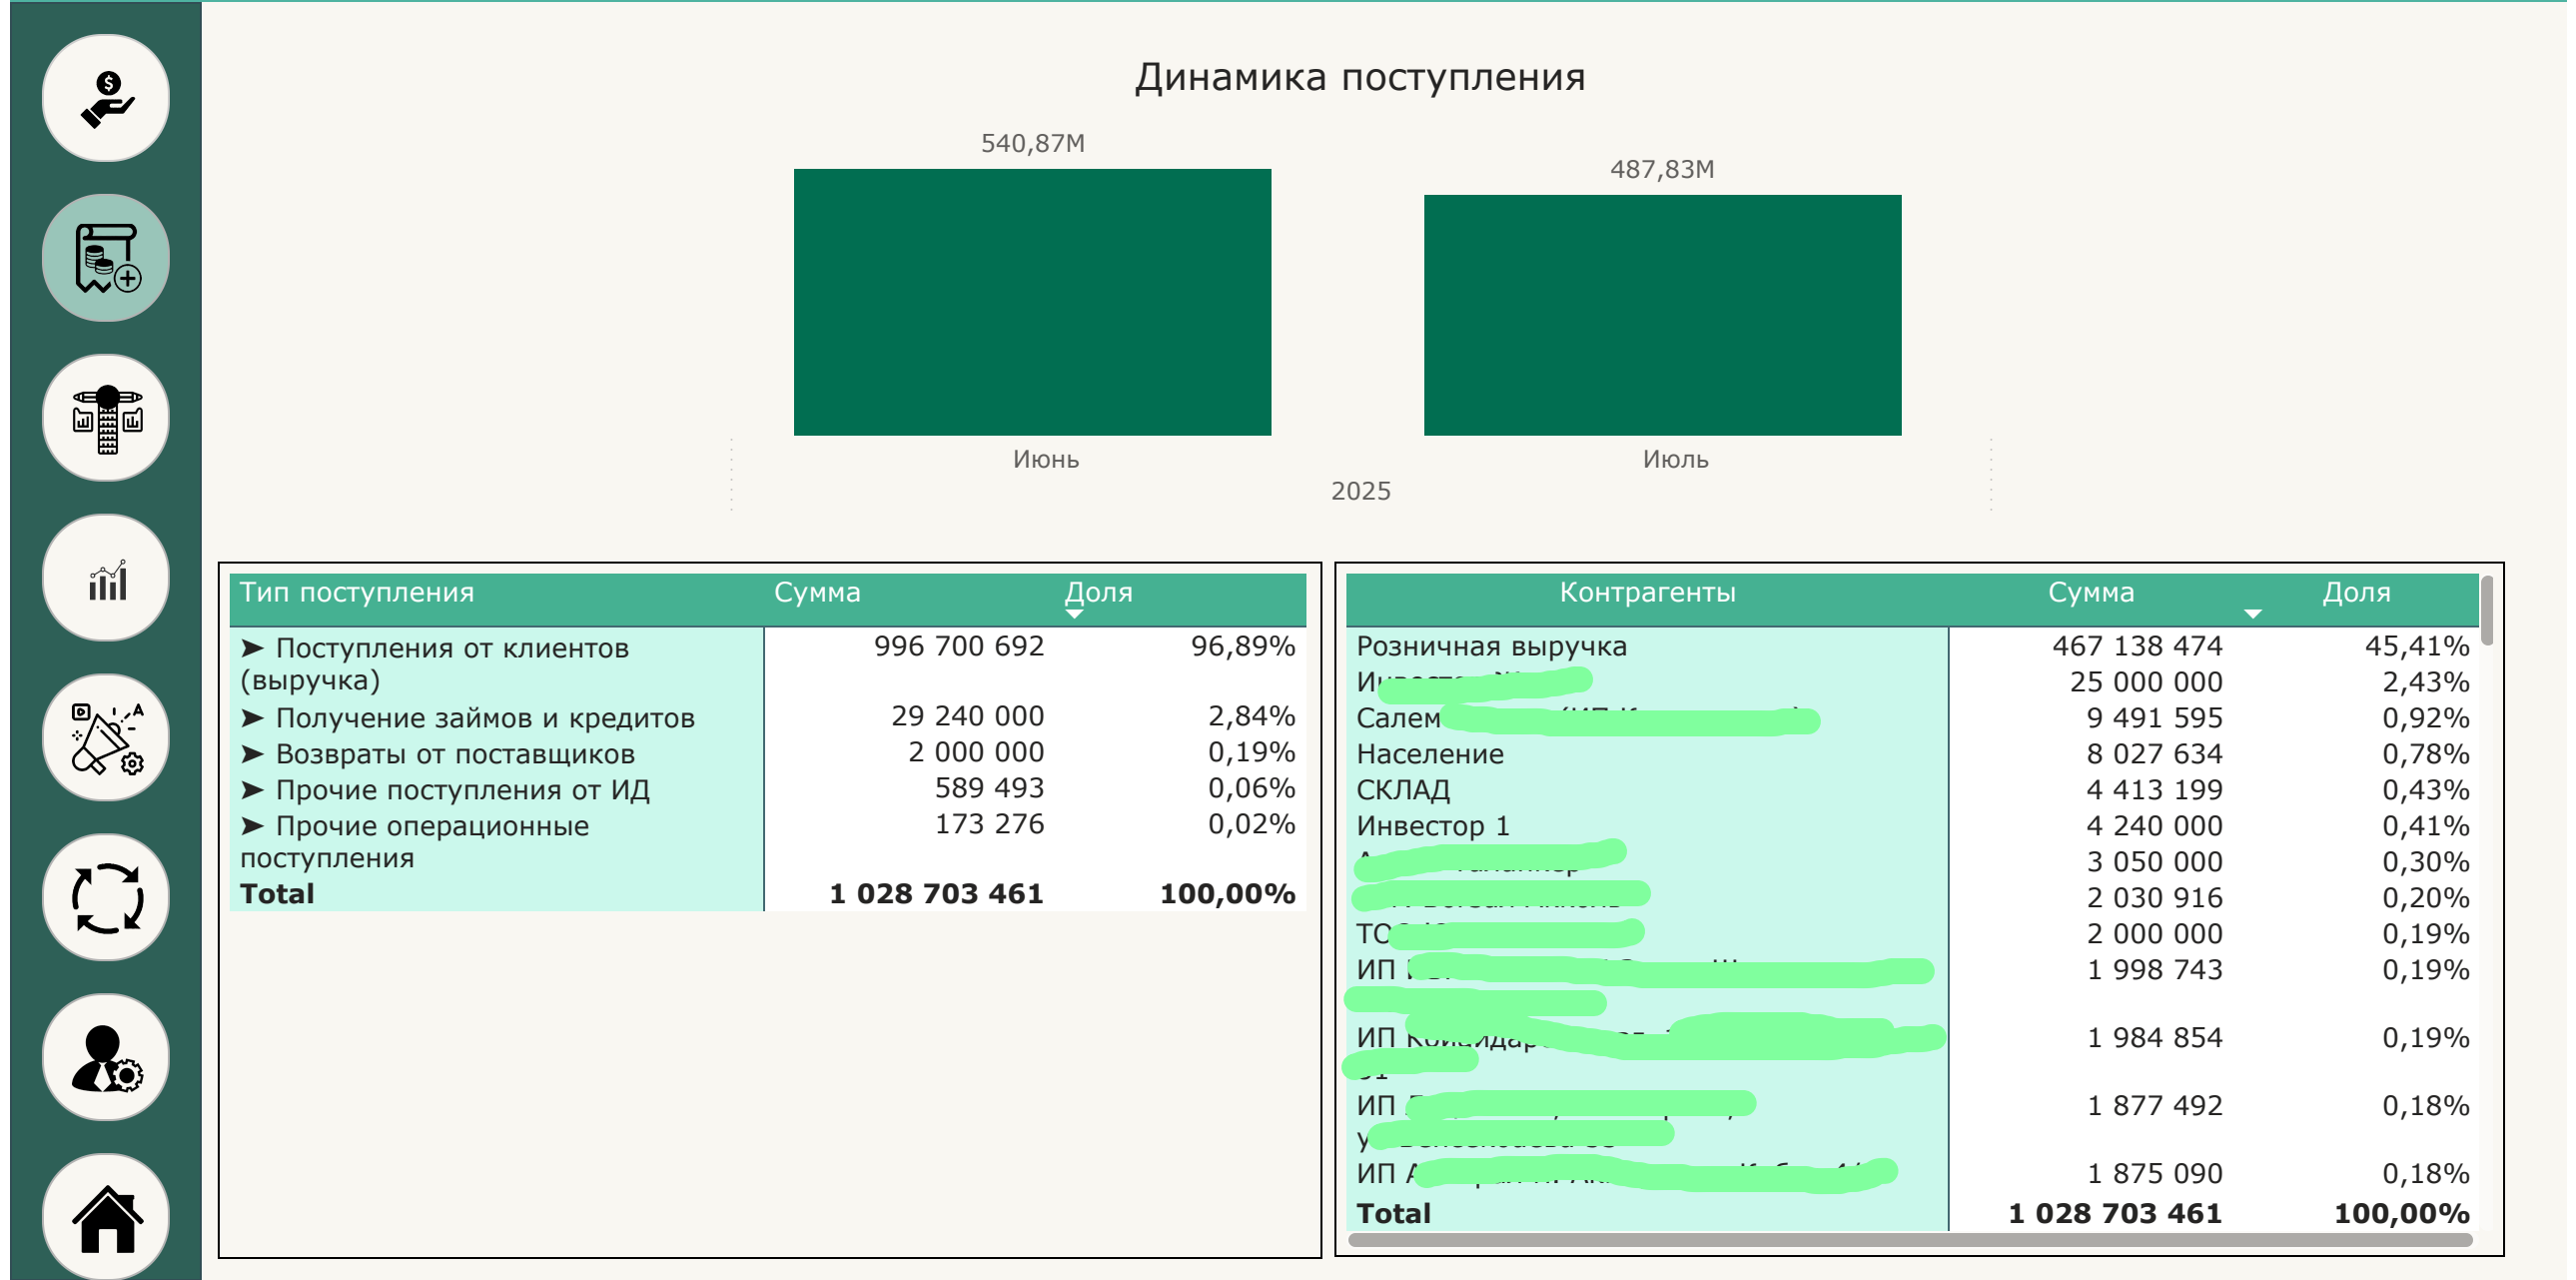 Динамика поступления
540,87M
487,83M
Июнь
Июль
2025
Тип поступления Сумма Доля
➤ Поступления от клиентов 996 700 692 96,89%
(выручка)
➤ Получение займов и кредитов 29 240 000 2,84%
➤ Возвраты от поставщиков 2 000 000 0,19%
➤ Прочие поступления от ИД 589 493 0,06%
➤ Прочие операционные 173 276 0,02%
поступления
Total 1 028 703 461 100,00%
Контрагенты Сумма Доля
Розничная выручка 467 138 474 45,41%
25 000 000 2,43%
Салем 9 491 595 0,92%
Население 8 027 634 0,78%
СКЛАД 4 413 199 0,43%
Инвестор 1 4 240 000 0,41%
3 050 000 0,30%
2 030 916 0,20%
2 000 000 0,19%
ИП 1 998 743 0,19%
ИП 1 984 854 0,19%
ИП 1 877 492 0,18%
ИП 1 875 090 0,18%
Total 1 028 703 461 100,00%